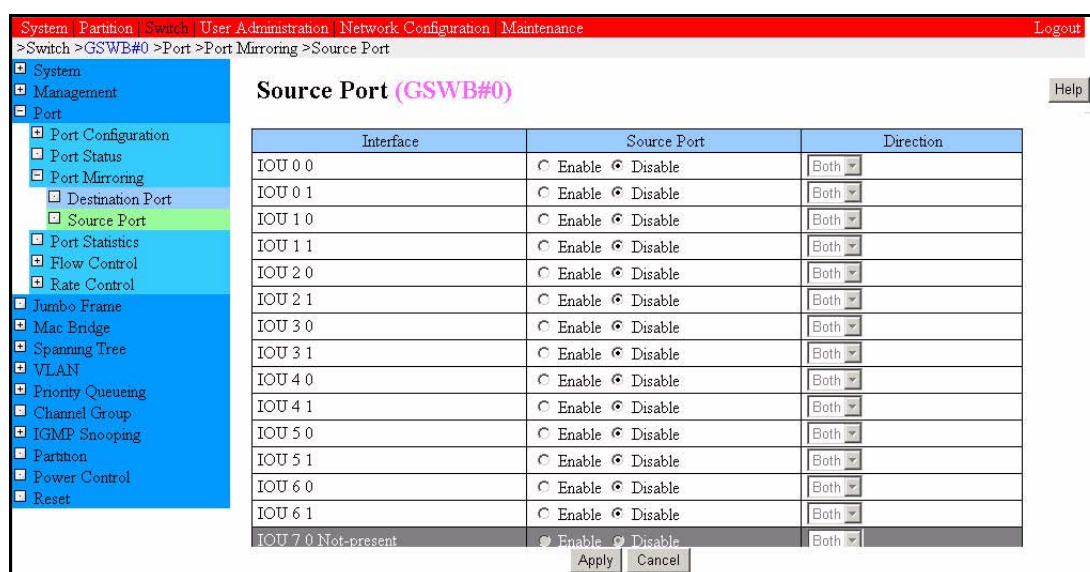 System | Partition | Switch | User Administration | Network Configuration | Maintenance Logout
>Switch >GSWB#0 >Port >Port Mirroring >Source Port
System
Management
Port
Port Configuration
Port Status
Port Mirroring
Destination Port
Source Port
Port Statistics
Flow Control
Rate Control
Jumbo Frame
Mac Bridge
Spanning Tree
VLAN
Priority Queueing
Channel Group
IGMP Snooping
Partition
Power Control
Reset
Source Port (GSWB#0)
Help
Interface Source Port Direction
IOU 0 0 Enable Disable Both
IOU 0 1 Enable Disable Both
IOU 1 0 Enable Disable Both
IOU 1 1 Enable Disable Both
IOU 2 0 Enable Disable Both
IOU 2 1 Enable Disable Both
IOU 3 0 Enable Disable Both
IOU 3 1 Enable Disable Both
IOU 4 0 Enable Disable Both
IOU 4 1 Enable Disable Both
IOU 5 0 Enable Disable Both
IOU 5 1 Enable Disable Both
IOU 6 0 Enable Disable Both
IOU 6 1 Enable Disable Both
IOU 7 0 Not-present Enable Disable Both
Apply Cancel